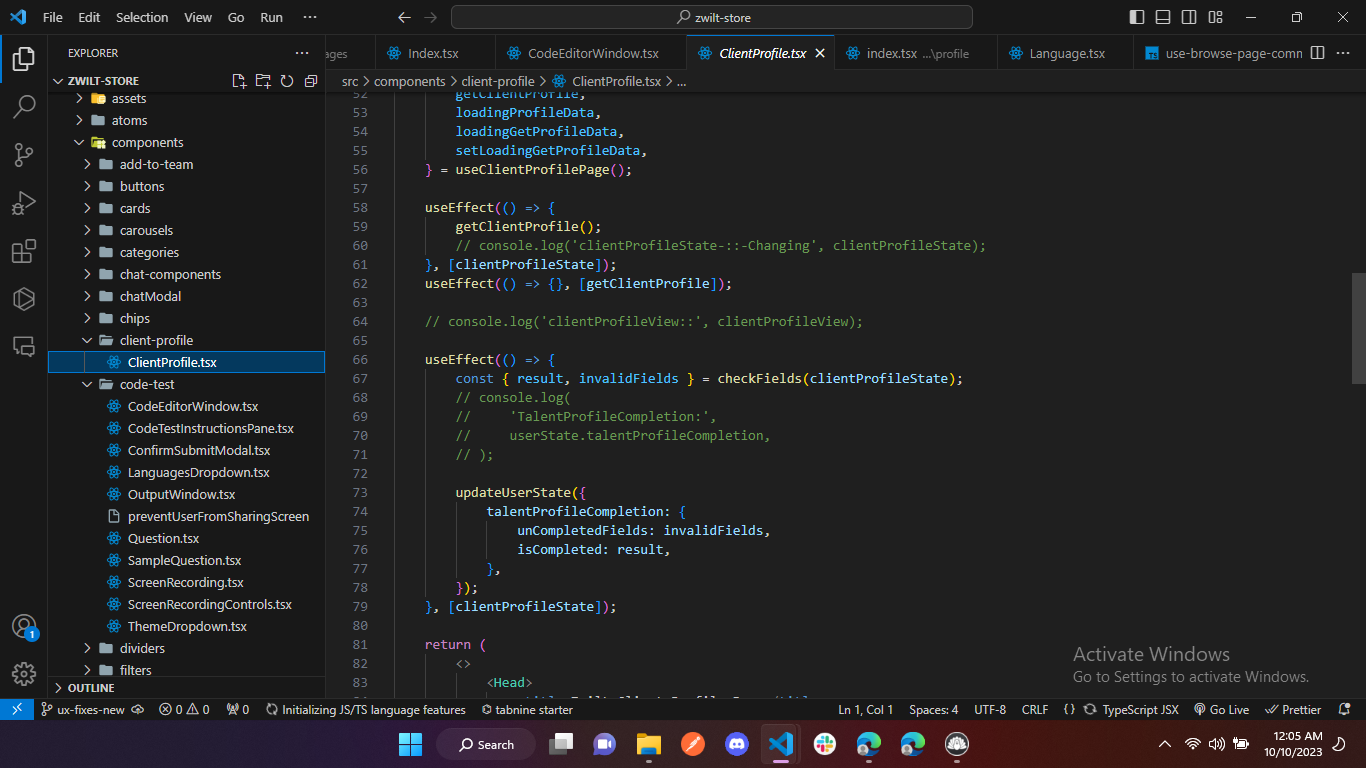 File Edit Selection View Go Run ··· zwilt-store
EXPLORER ···
ages Index.tsx CodeEditorWindow.tsx ClientProfile.tsx index.tsx ...\profile Language.tsx use-browse-page-comm
ZWILT-STORE
src > components > client-profile > ClientProfile.tsx > ...
assets
atoms
components
add-to-team
buttons
cards
carousels
categories
chat-components
chatModal
chips
client-profile
ClientProfile.tsx
code-test
CodeEditorWindow.tsx
CodeTestInstructionsPane.tsx
ConfirmSubmitModal.tsx
LanguagesDropdown.tsx
OutputWindow.tsx
preventUserFromSharingScreen
Question.tsx
SampleQuestion.tsx
ScreenRecording.tsx
ScreenRecordingControls.tsx
ThemeDropdown.tsx
dividers
filters
OUTLINE
52 getClientProfile,
53 loadingProfileData,
54 loadingGetProfileData,
55 setLoadingGetProfileData,
56 } = useClientProfilePage();
57
58 useEffect(() => {
59 getClientProfile();
60 // console.log('clientProfileState-::-Changing', clientProfileState);
61 }, [clientProfileState]);
62 useEffect(() => {}, [getClientProfile]);
63
64 // console.log('clientProfileView::', clientProfileView);
65
66 useEffect(() => {
67 const { result, invalidFields } = checkFields(clientProfileState);
68 // console.log(
69 // 'TalentProfileCompletion:',
70 // userState.talentProfileCompletion,
71 // );
72
73 updateUserState({
74 talentProfileCompletion: {
75 unCompletedFields: invalidFields,
76 isCompleted: result,
77 },
78 });
79 }, [clientProfileState]);
80
81 return (
82 <>
83 <Head>
1
Activate Windows
Go to Settings to activate Windows.
ux-fixes-new 0 0 0 Initializing JS/TS language features tabnine starter Ln 1, Col 1 Spaces: 4 UTF-8 CRLF {} TypeScript JSX Go Live Prettier
Search
12:05 AM
10/10/2023